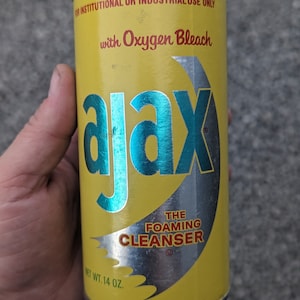 FOR INSTITUTIONAL OR INDUSTRIAL USE ONLY
with Oxygen Bleach
ajax
THE
FOAMING
CLEANSER
NET WT. 14 OZ.